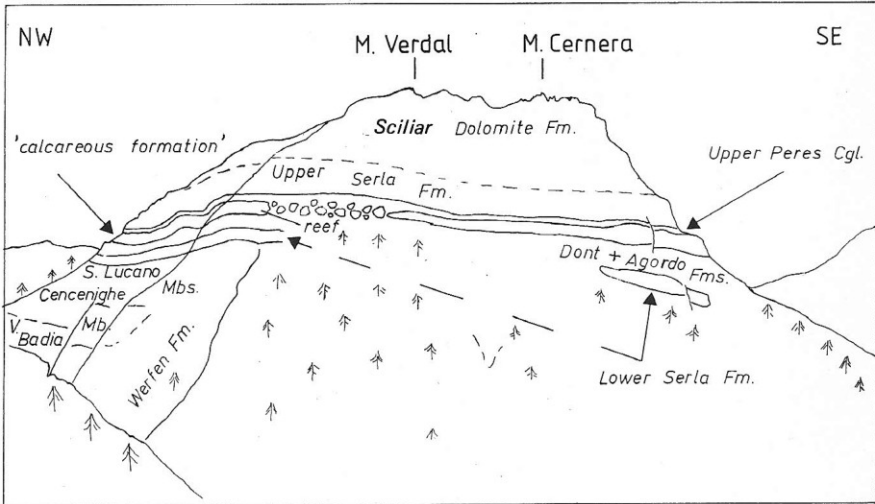 NW
M. Verdal
M. Cernera
SE
Sciliar Dolomite Fm.
'calcareous formation'
Upper Peres Cgl.
Upper Serla Fm.
reef
Dont + Agordo Fms.
S. Lucano
Cencenighe Mbs.
V. Badia Mb.
Werfen Fm.
Lower Serla Fm.